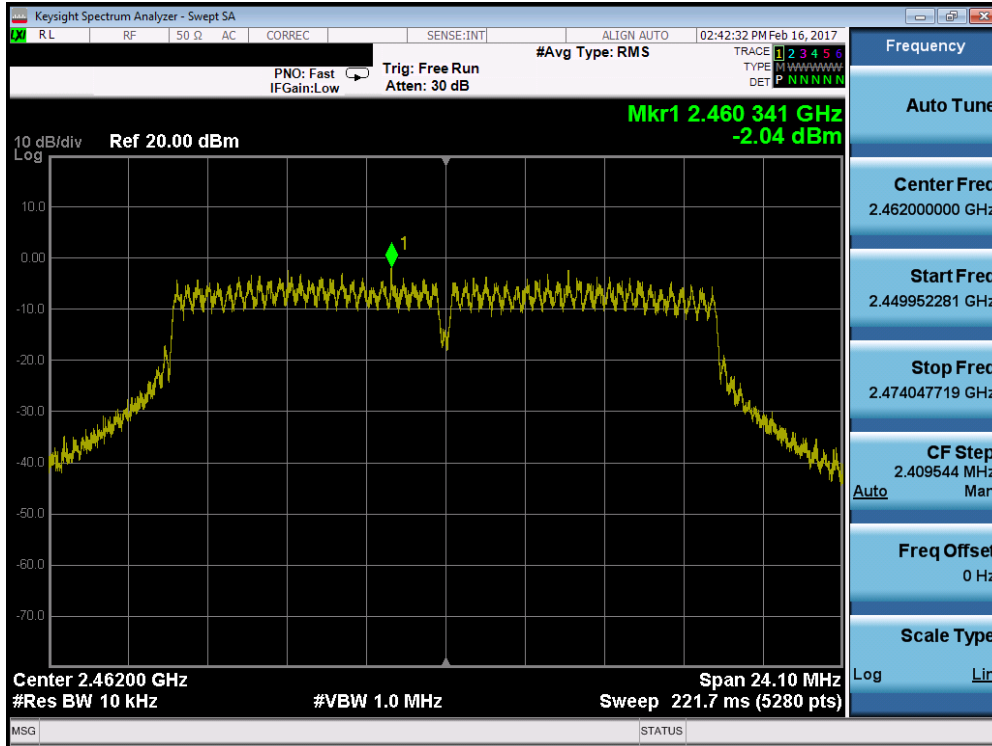 Keysight Spectrum Analyzer - Swept SA
LXI RL RF 50 Ω AC CORREC SENSE:INT ALIGN AUTO 02:42:32 PM Feb 16, 2017
PNO: Fast
IFGain:Low
Trig: Free Run
Atten: 30 dB
#Avg Type: RMS
TRACE 1 2 3 4 5 6
TYPE M W W W W W
DET P N N N N N
Mkr1 2.460 341 GHz
-2.04 dBm
10 dB/div Ref 20.00 dBm
Log
10.0
0.00
-10.0
-20.0
-30.0
-40.0
-50.0
-60.0
-70.0
1
Center 2.46200 GHz
Span 24.10 MHz
#Res BW 10 kHz
#VBW 1.0 MHz
Sweep 221.7 ms (5280 pts)
MSG
STATUS
Frequency
Auto Tune
Center Freq
2.462000000 GHz
Start Freq
2.449952281 GHz
Stop Freq
2.474047719 GHz
CF Step
2.409544 MHz
Auto Man
Freq Offset
0 Hz
Scale Type
Log Lin